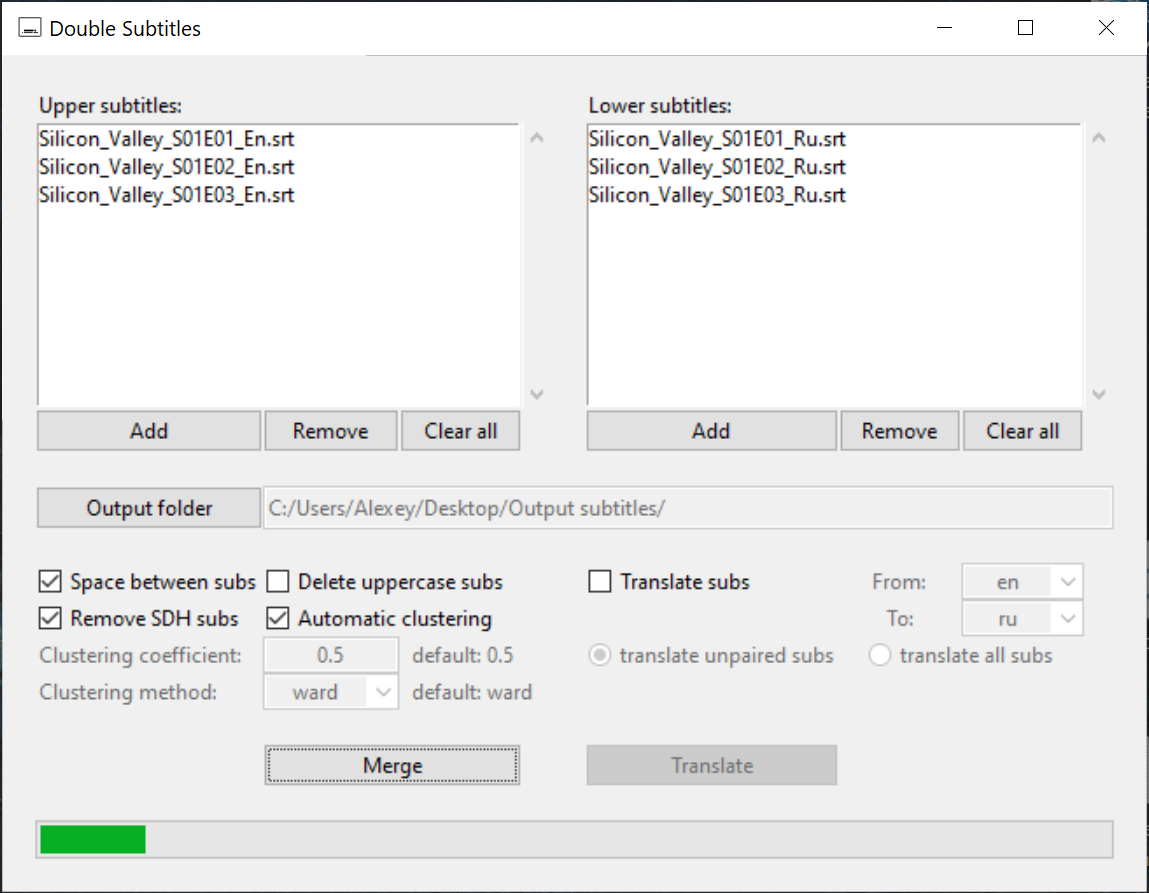 Double Subtitles
Upper subtitles:
Silicon_Valley_S01E01_En.srt
Silicon_Valley_S01E02_En.srt
Silicon_Valley_S01E03_En.srt
Add Remove Clear all
Lower subtitles:
Silicon_Valley_S01E01_Ru.srt
Silicon_Valley_S01E02_Ru.srt
Silicon_Valley_S01E03_Ru.srt
Add Remove Clear all
Output folder C:/Users/Alexey/Desktop/Output subtitles/
Space between subs Delete uppercase subs
Remove SDH subs Automatic clustering
Clustering coefficient: 0.5 default: 0.5
Clustering method: ward default: ward
Translate subs From: en
To: ru
translate unpaired subs translate all subs
Merge Translate